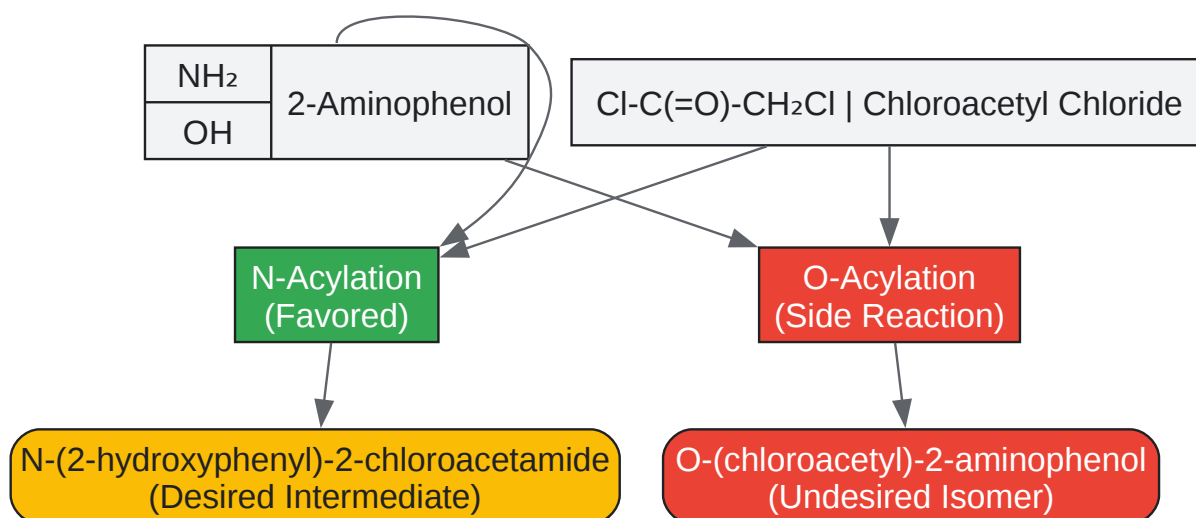 NH₂
OH
2-Aminophenol
Cl-C(=O)-CH₂Cl | Chloroacetyl Chloride
N-Acylation
(Favored)
O-Acylation
(Side Reaction)
N-(2-hydroxyphenyl)-2-chloroacetamide
(Desired Intermediate)
O-(chloroacetyl)-2-aminophenol
(Undesired Isomer)